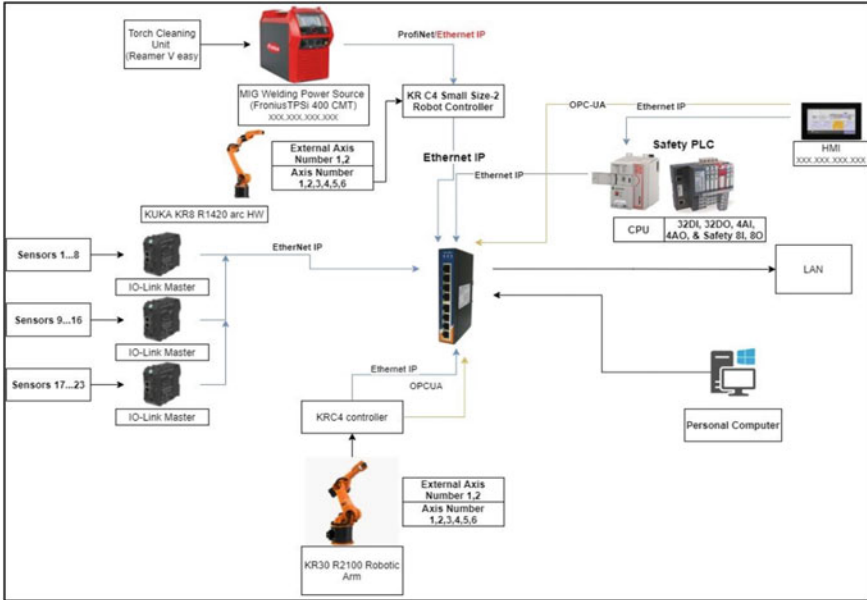 Torch Cleaning
Unit
(Reamer V easy
ProfiNet/Ethernet IP
MIG Welding Power Source
(FroniusTPSi 400 CMT)
XXX.XXX.XXX.XXX
KR C4 Small Size-2
Robot Controller
External Axis
Number 1,2
Axis Number
1,2,3,4,5,6
KUKA KR8 R1420 arc HW
Ethernet IP
OPC-UA
Ethernet IP
HMI
XXX.XXX.XXX.XXX
Safety PLC
Ethernet IP
CPU
32DI, 32DO, 4AI,
4AO, & Safety 8I, 8O
Sensors 1...8
IO-Link Master
EtherNet IP
Sensors 9...16
IO-Link Master
Sensors 17...23
IO-Link Master
LAN
Personal Computer
Ethernet IP
OPCUA
KRC4 controller
External Axis
Number 1,2
Axis Number
1,2,3,4,5,6
KR30 R2100 Robotic
Arm